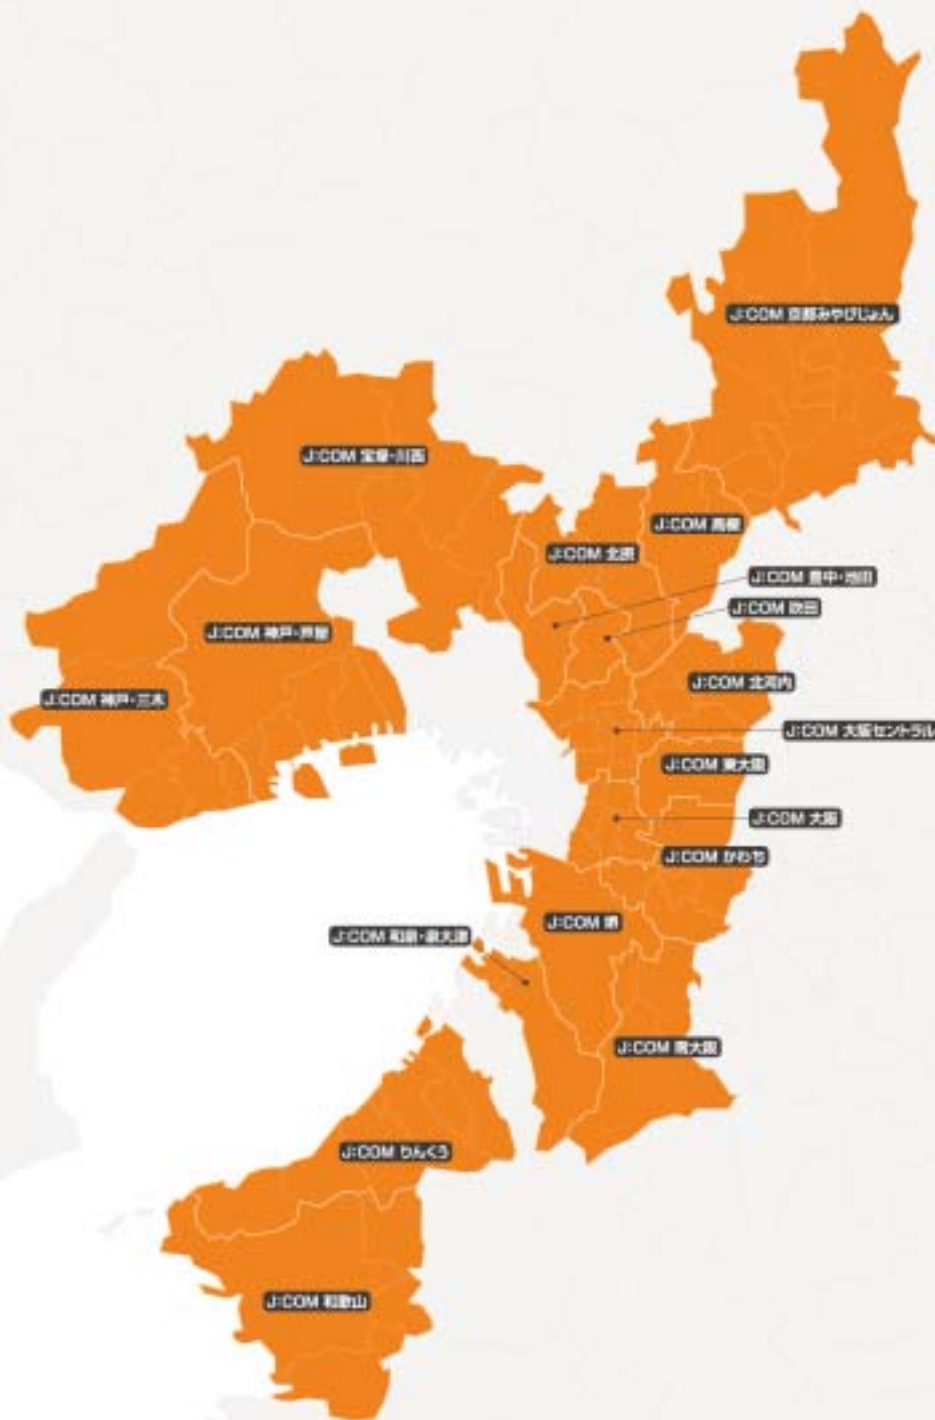 J:COM 京都みやびじょん
J:COM 宝塚・川西
J:COM 高槻
J:COM 北摂
J:COM 豊中・池田
J:COM 吹田
J:COM 神戸・芦屋
J:COM 北河内
J:COM 神戸・三木
J:COM 大阪セントラル
J:COM 東大阪
J:COM 大阪
J:COM かわち
J:COM 堺
J:COM 和泉・泉大津
J:COM 南大阪
J:COM りんくう
J:COM 和歌山